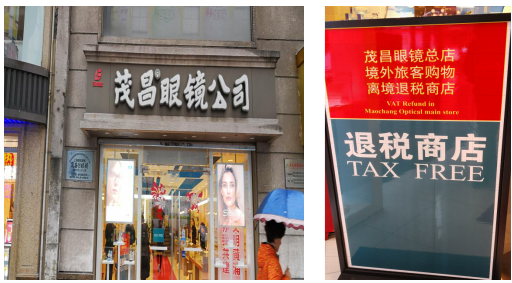 茂昌眼镜公司
茂昌眼镜总店
境外旅客购物
离境退税商店
VAT Refund in
Maochang Optical main store
退税商店
TAX FREE